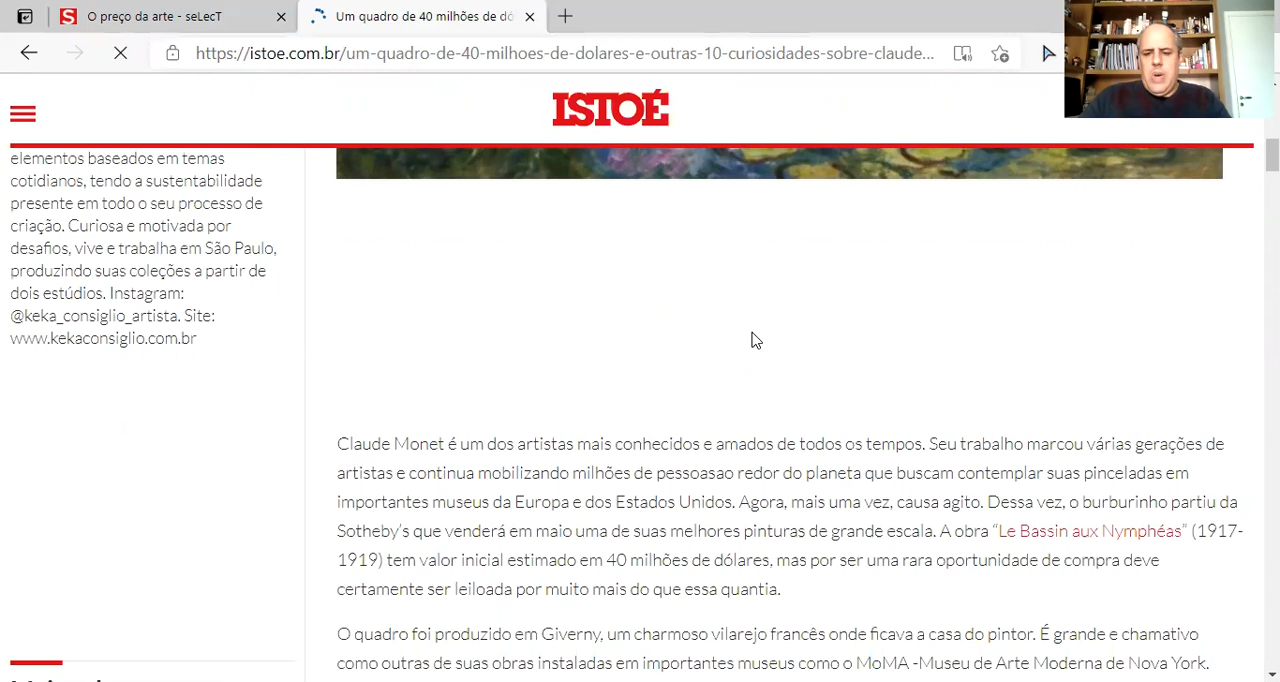 O preço da arte - seLecT
Um quadro de 40 milhões de dó
https://istoe.com.br/um-quadro-de-40-milhoes-de-dolares-e-outras-10-curiosidades-sobre-claude...
ISTOÉ
elementos baseados em temas
cotidianos, tendo a sustentabilidade
presente em todo o seu processo de
criação. Curiosa e motivada por
desafios, vive e trabalha em São Paulo,
produzindo suas coleções a partir de
dois estúdios. Instagram:
@keka_consiglio_artista. Site:
www.kekaconsiglio.com.br
Claude Monet é um dos artistas mais conhecidos e amados de todos os tempos. Seu trabalho marcou várias gerações de
artistas e continua mobilizando milhões de pessoasao redor do planeta que buscam contemplar suas pinceladas em
importantes museus da Europa e dos Estados Unidos. Agora, mais uma vez, causa agito. Dessa vez, o burburinho partiu da
Sotheby's que venderá em maio uma de suas melhores pinturas de grande escala. A obra “Le Bassin aux Nymphéas” (1917-
1919) tem valor inicial estimado em 40 milhões de dólares, mas por ser uma rara oportunidade de compra deve
certamente ser leiloada por muito mais do que essa quantia.
O quadro foi produzido em Giverny, um charmoso vilarejo francês onde ficava a casa do pintor. É grande e chamativo
como outras de suas obras instaladas em importantes museus como o MoMA -Museu de Arte Moderna de Nova York.